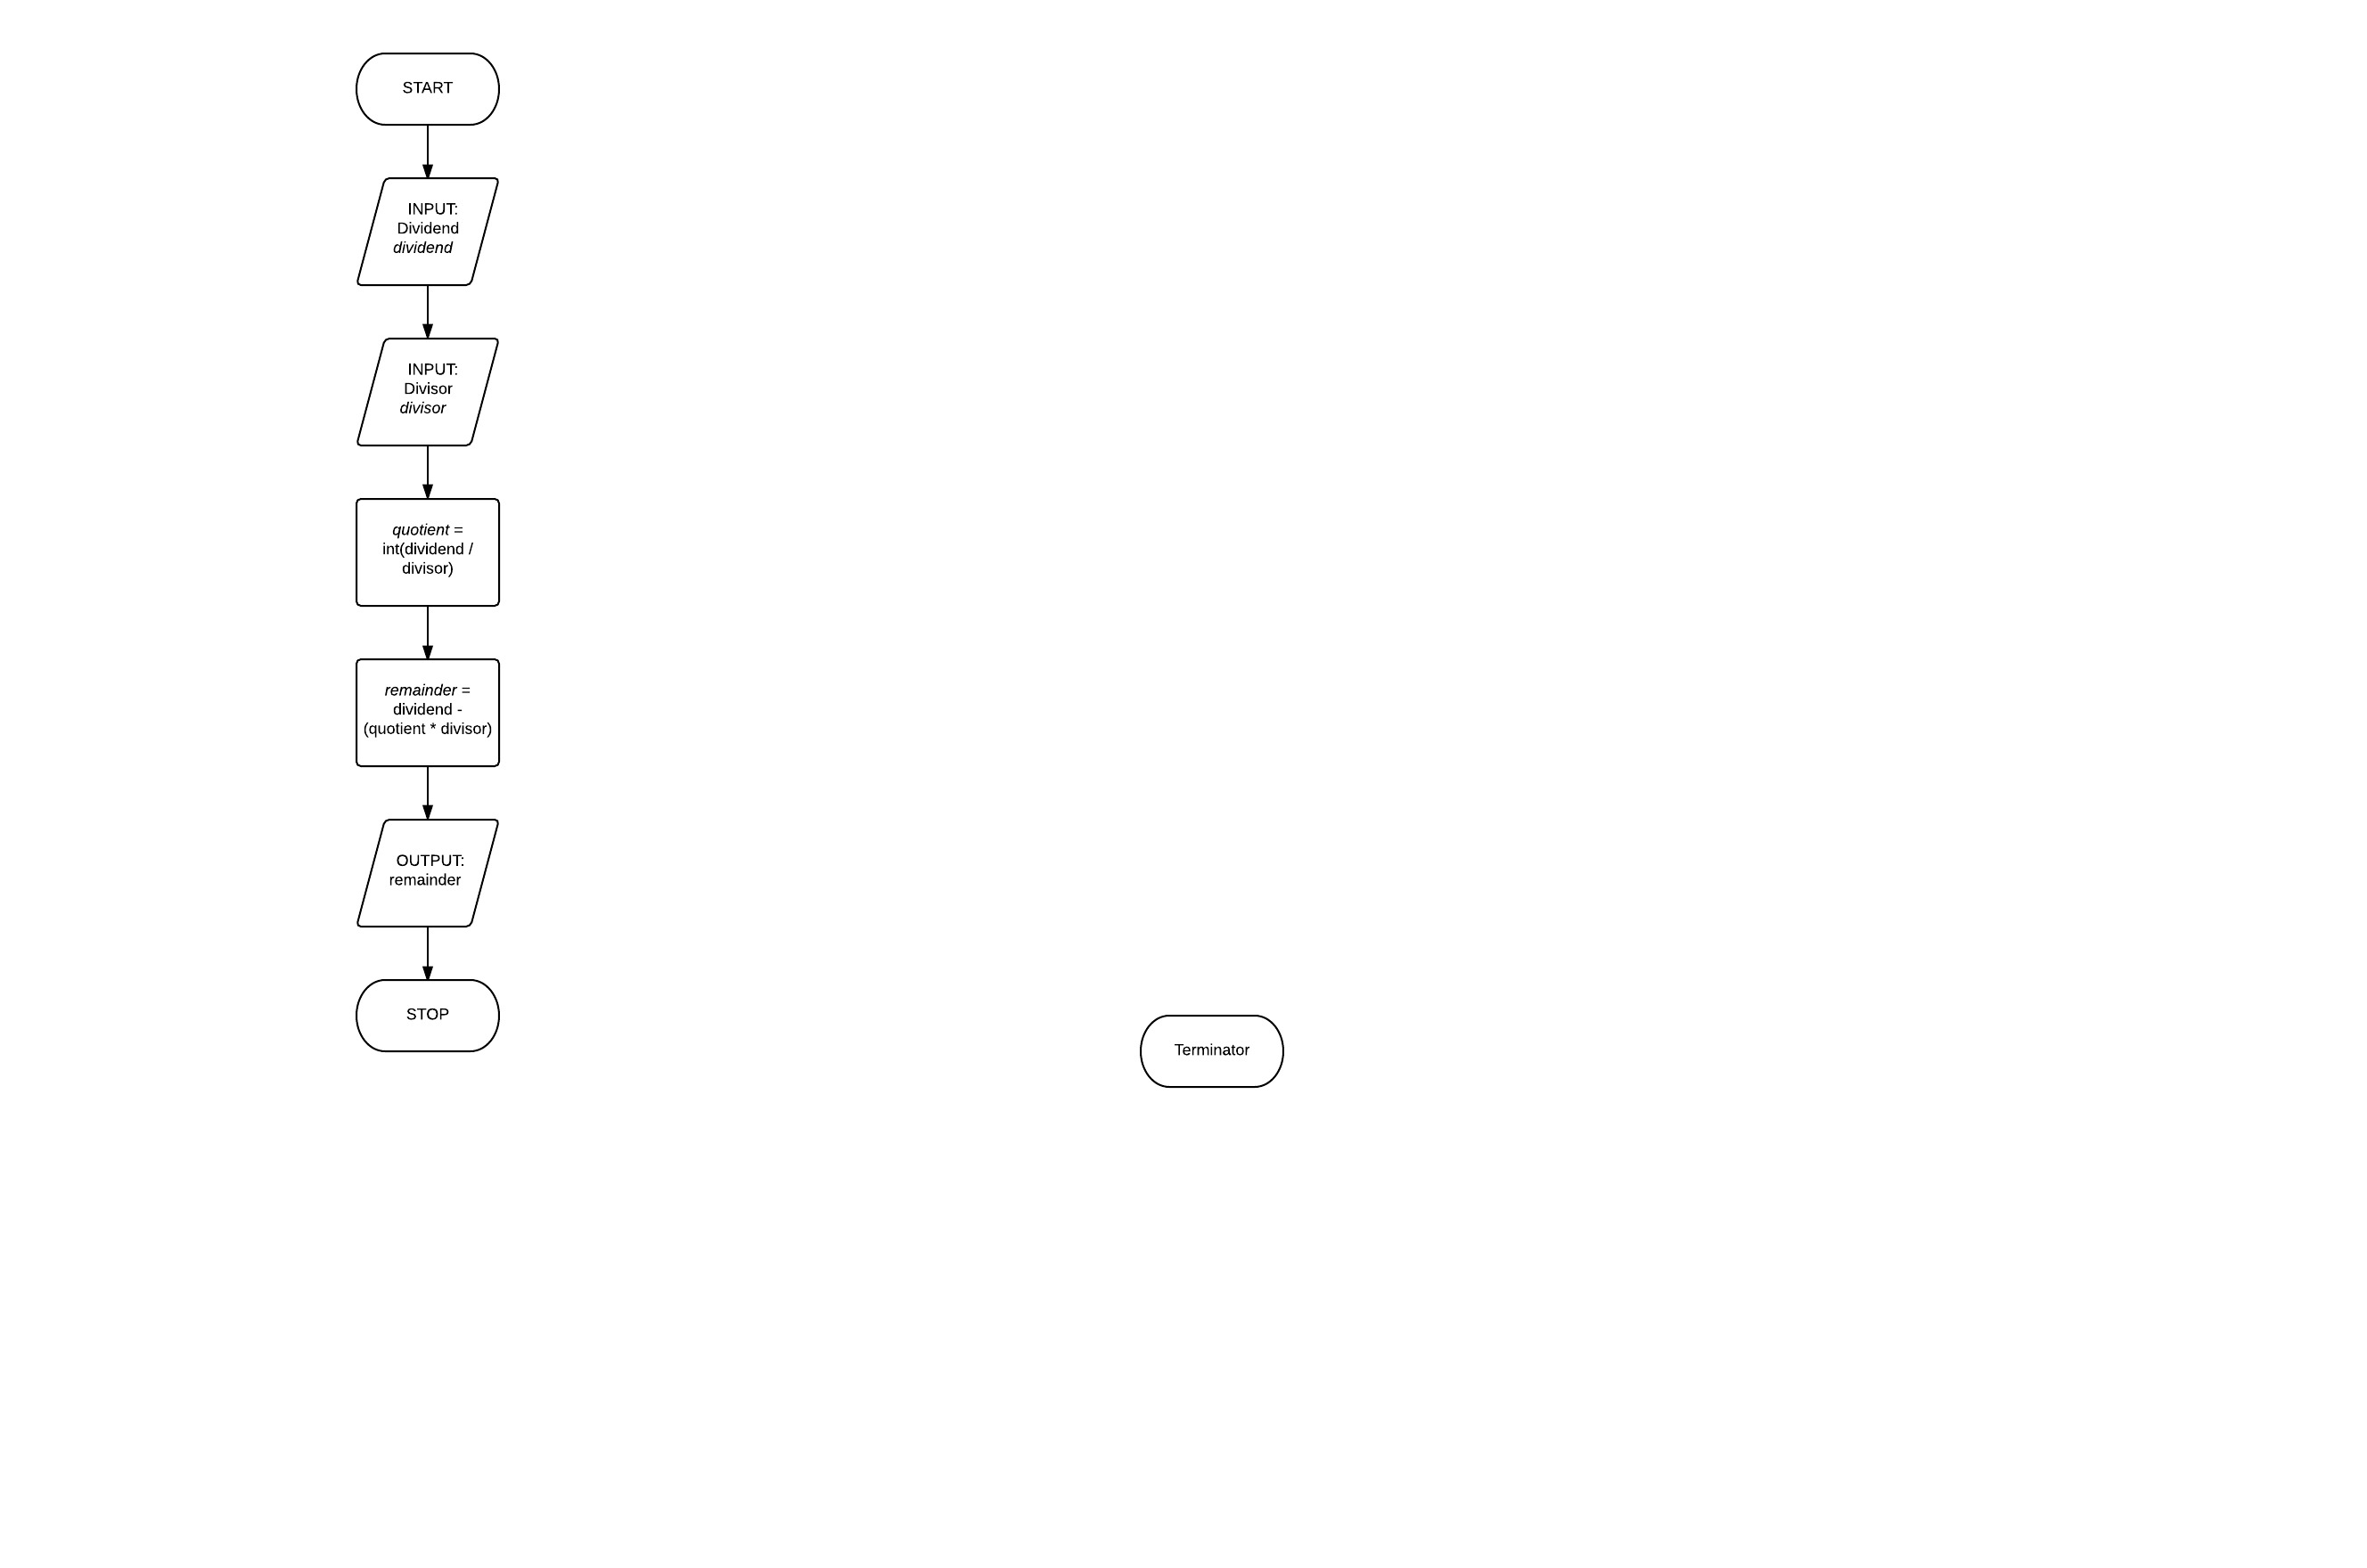 START
INPUT:
Dividend
dividend
INPUT:
Divisor
divisor
quotient =
int(dividend /
divisor)
remainder =
dividend -
(quotient * divisor)
OUTPUT:
remainder
STOP
Terminator